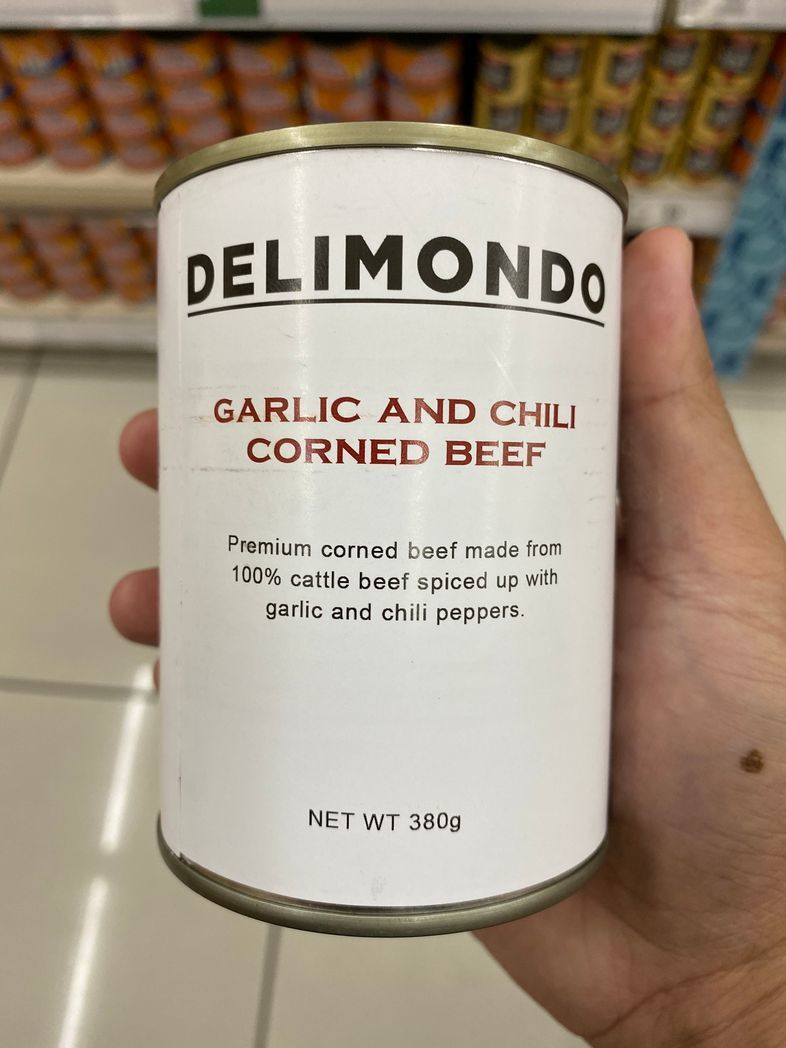 DELIMONDO
GARLIC AND CHILI
CORNED BEEF
Premium corned beef made from
100% cattle beef spiced up with
garlic and chili peppers.
NET WT 380g